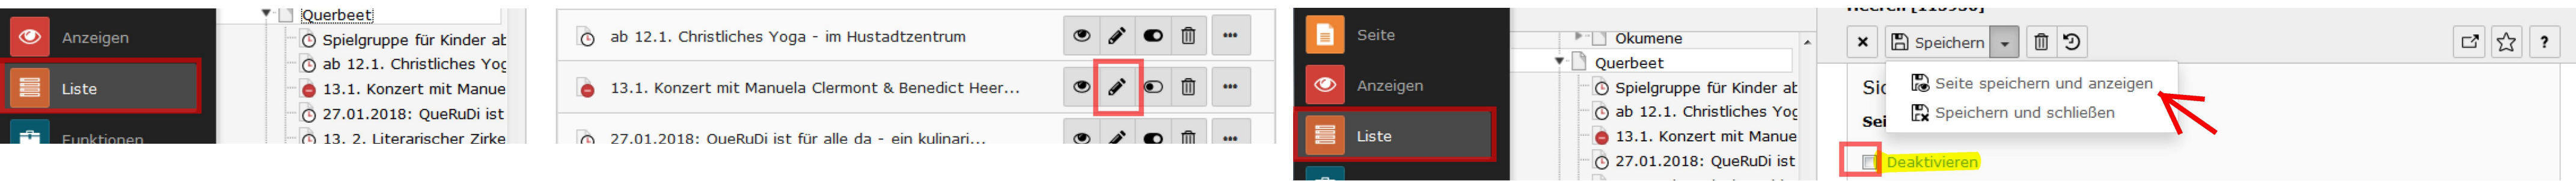 Anzeigen
Liste
Funktionen
Querbeet
Spielgruppe für Kinder ab
ab 12.1. Christliches Yog
13.1. Konzert mit Manue
27.01.2018: QueRuDi ist
13. 2. Literarischer Zirke
ab 12.1. Christliches Yoga - im Hustadtzentrum
13.1. Konzert mit Manuela Clermont & Benedict Heer...
27.01.2018: QueRuDi ist für alle da - ein kulinari...
Seite
Anzeigen
Liste
Ökumene
Querbeet
Spielgruppe für Kinder ab
ab 12.1. Christliches Yog
13.1. Konzert mit Manue
27.01.2018: QueRuDi ist
Speichern
?
Seite speichern und anzeigen
Speichern und schließen
Sic
Sei
Deaktivieren